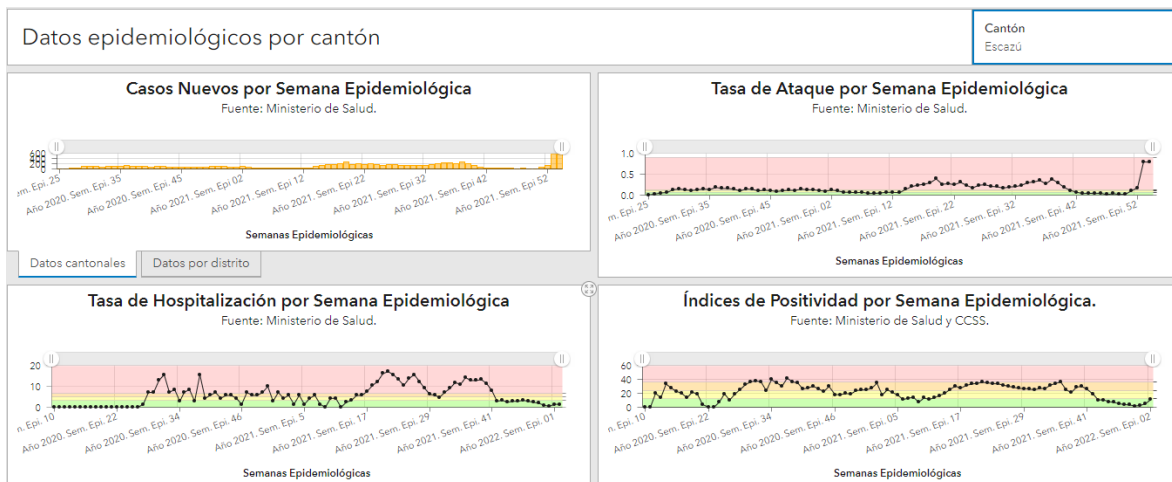 Datos epidemiológicos por cantón
Cantón
Escazú
Casos Nuevos por Semana Epidemiológica
Fuente: Ministerio de Salud.
600
400
200
0
m. Epi. 25
Año 2020. Sem. Epi. 35
Año 2020. Sem. Epi. 45
Año 2021. Sem. Epi. 02
Año 2021. Sem. Epi. 12
Año 2021. Sem. Epi. 22
Año 2021. Sem. Epi. 32
Año 2021. Sem. Epi. 42
Año 2021. Sem. Epi. 52
Semanas Epidemiológicas
Datos cantonales
Datos por distrito
Tasa de Ataque por Semana Epidemiológica
Fuente: Ministerio de Salud.
1.0
0.5
0.0
m. Epi. 25
Año 2020. Sem. Epi. 35
Año 2020. Sem. Epi. 45
Año 2021. Sem. Epi. 02
Año 2021. Sem. Epi. 12
Año 2021. Sem. Epi. 22
Año 2021. Sem. Epi. 32
Año 2021. Sem. Epi. 42
Año 2021. Sem. Epi. 52
Semanas Epidemiológicas
Tasa de Hospitalización por Semana Epidemiológica
Fuente: Ministerio de Salud.
20
10
0
n. Epi. 10
Año 2020. Sem. Epi. 22
Año 2020. Sem. Epi. 34
Año 2020. Sem. Epi. 46
Año 2021. Sem. Epi. 5
Año 2021. Sem. Epi. 17
Año 2021. Sem. Epi. 29
Año 2021. Sem. Epi. 41
Año 2022. Sem. Epi. 01
Semanas Epidemiológicas
Índices de Positividad por Semana Epidemiológica.
Fuente: Ministerio de Salud y CCSS.
60
40
20
0
n. Epi. 10
Año 2020. Sem. Epi. 22
Año 2020. Sem. Epi. 34
Año 2020. Sem. Epi. 46
Año 2021. Sem. Epi. 05
Año 2021. Sem. Epi. 17
Año 2021. Sem. Epi. 29
Año 2021. Sem. Epi. 41
Año 2022. Sem. Epi. 02
Semanas Epidemiológicas